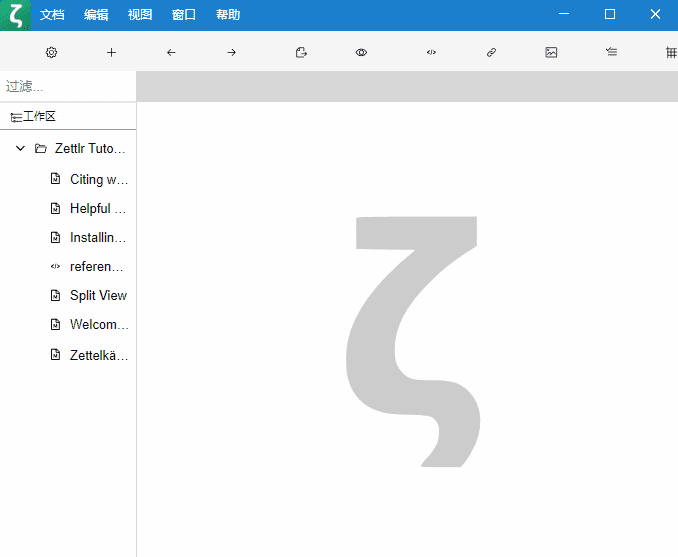 文档 编辑 视图 窗口 帮助
过滤...
工作区
Zettlr Tuto...
Citing w...
Helpful ...
Installin...
referen...
Split View
Welcom...
Zettelkä...